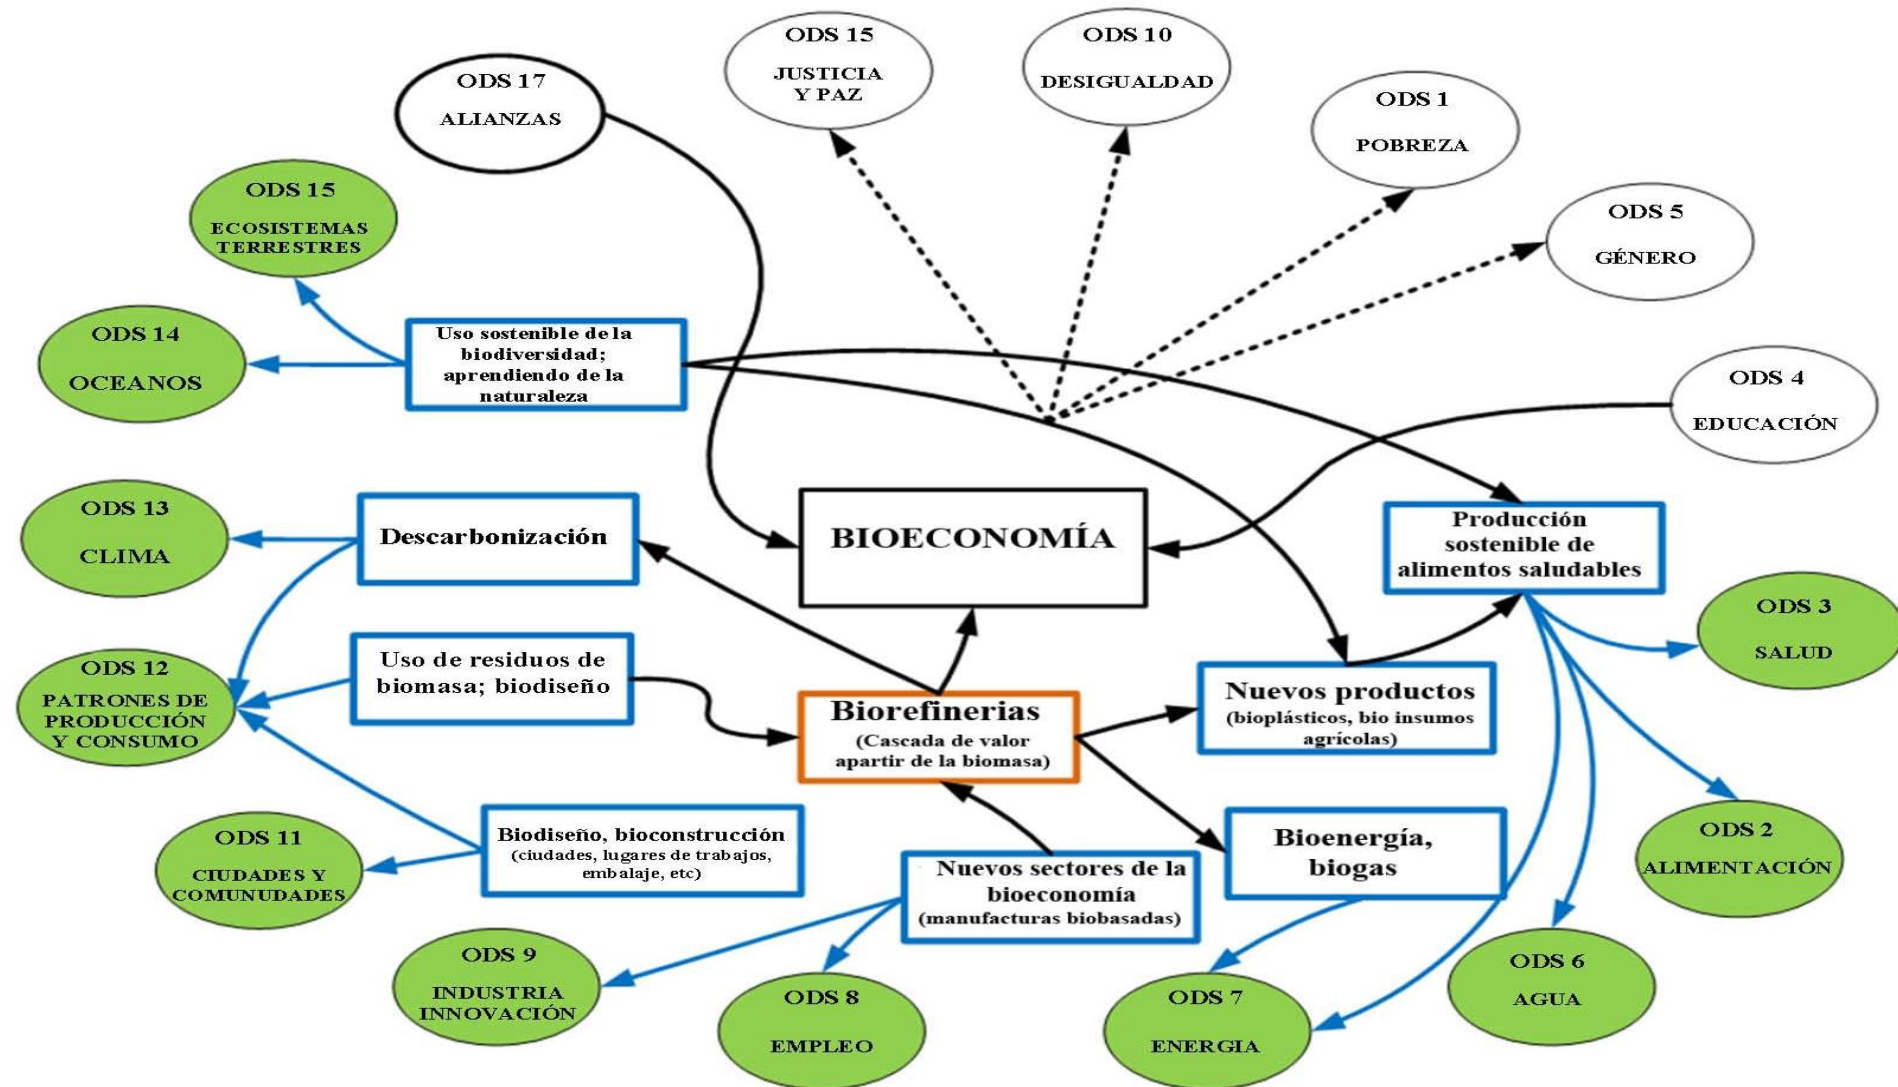 ODS 15
JUSTICIA
Y PAZ
ODS 10
DESIGUALDAD
ODS 17
ALIANZAS
ODS 1
POBREZA
ODS 15
ECOSISTEMAS
TERRESTRES
ODS 5
GÉNERO
ODS 14
OCEANOS
Uso sostenible de la
biodiversidad;
aprendiendo de la
naturaleza
ODS 4
EDUCACIÓN
ODS 13
CLIMA
Descarbonización
BIOECONOMÍA
Producción
sostenible de
alimentos saludables
ODS 3
SALUD
ODS 12
PATRONES DE
PRODUCCIÓN
Y CONSUMO
Uso de residuos de
biomasa; biodiseño
Biorefinerias
(Cascada de valor
apartir de la biomasa)
Nuevos productos
(bioplásticos, bio insumos
agrícolas)
ODS 11
CIUDADES Y
COMUNUDADES
Biodiseño, bioconstrucción
(ciudades, lugares de trabajos,
embalaje, etc)
Nuevos sectores de la
bioeconomía
(manufacturas biobasadas)
Bioenergía,
biogas
ODS 2
ALIMENTACIÓN
ODS 9
INDUSTRIA
INNOVACIÓN
ODS 8
EMPLEO
ODS 7
ENERGIA
ODS 6
AGUA